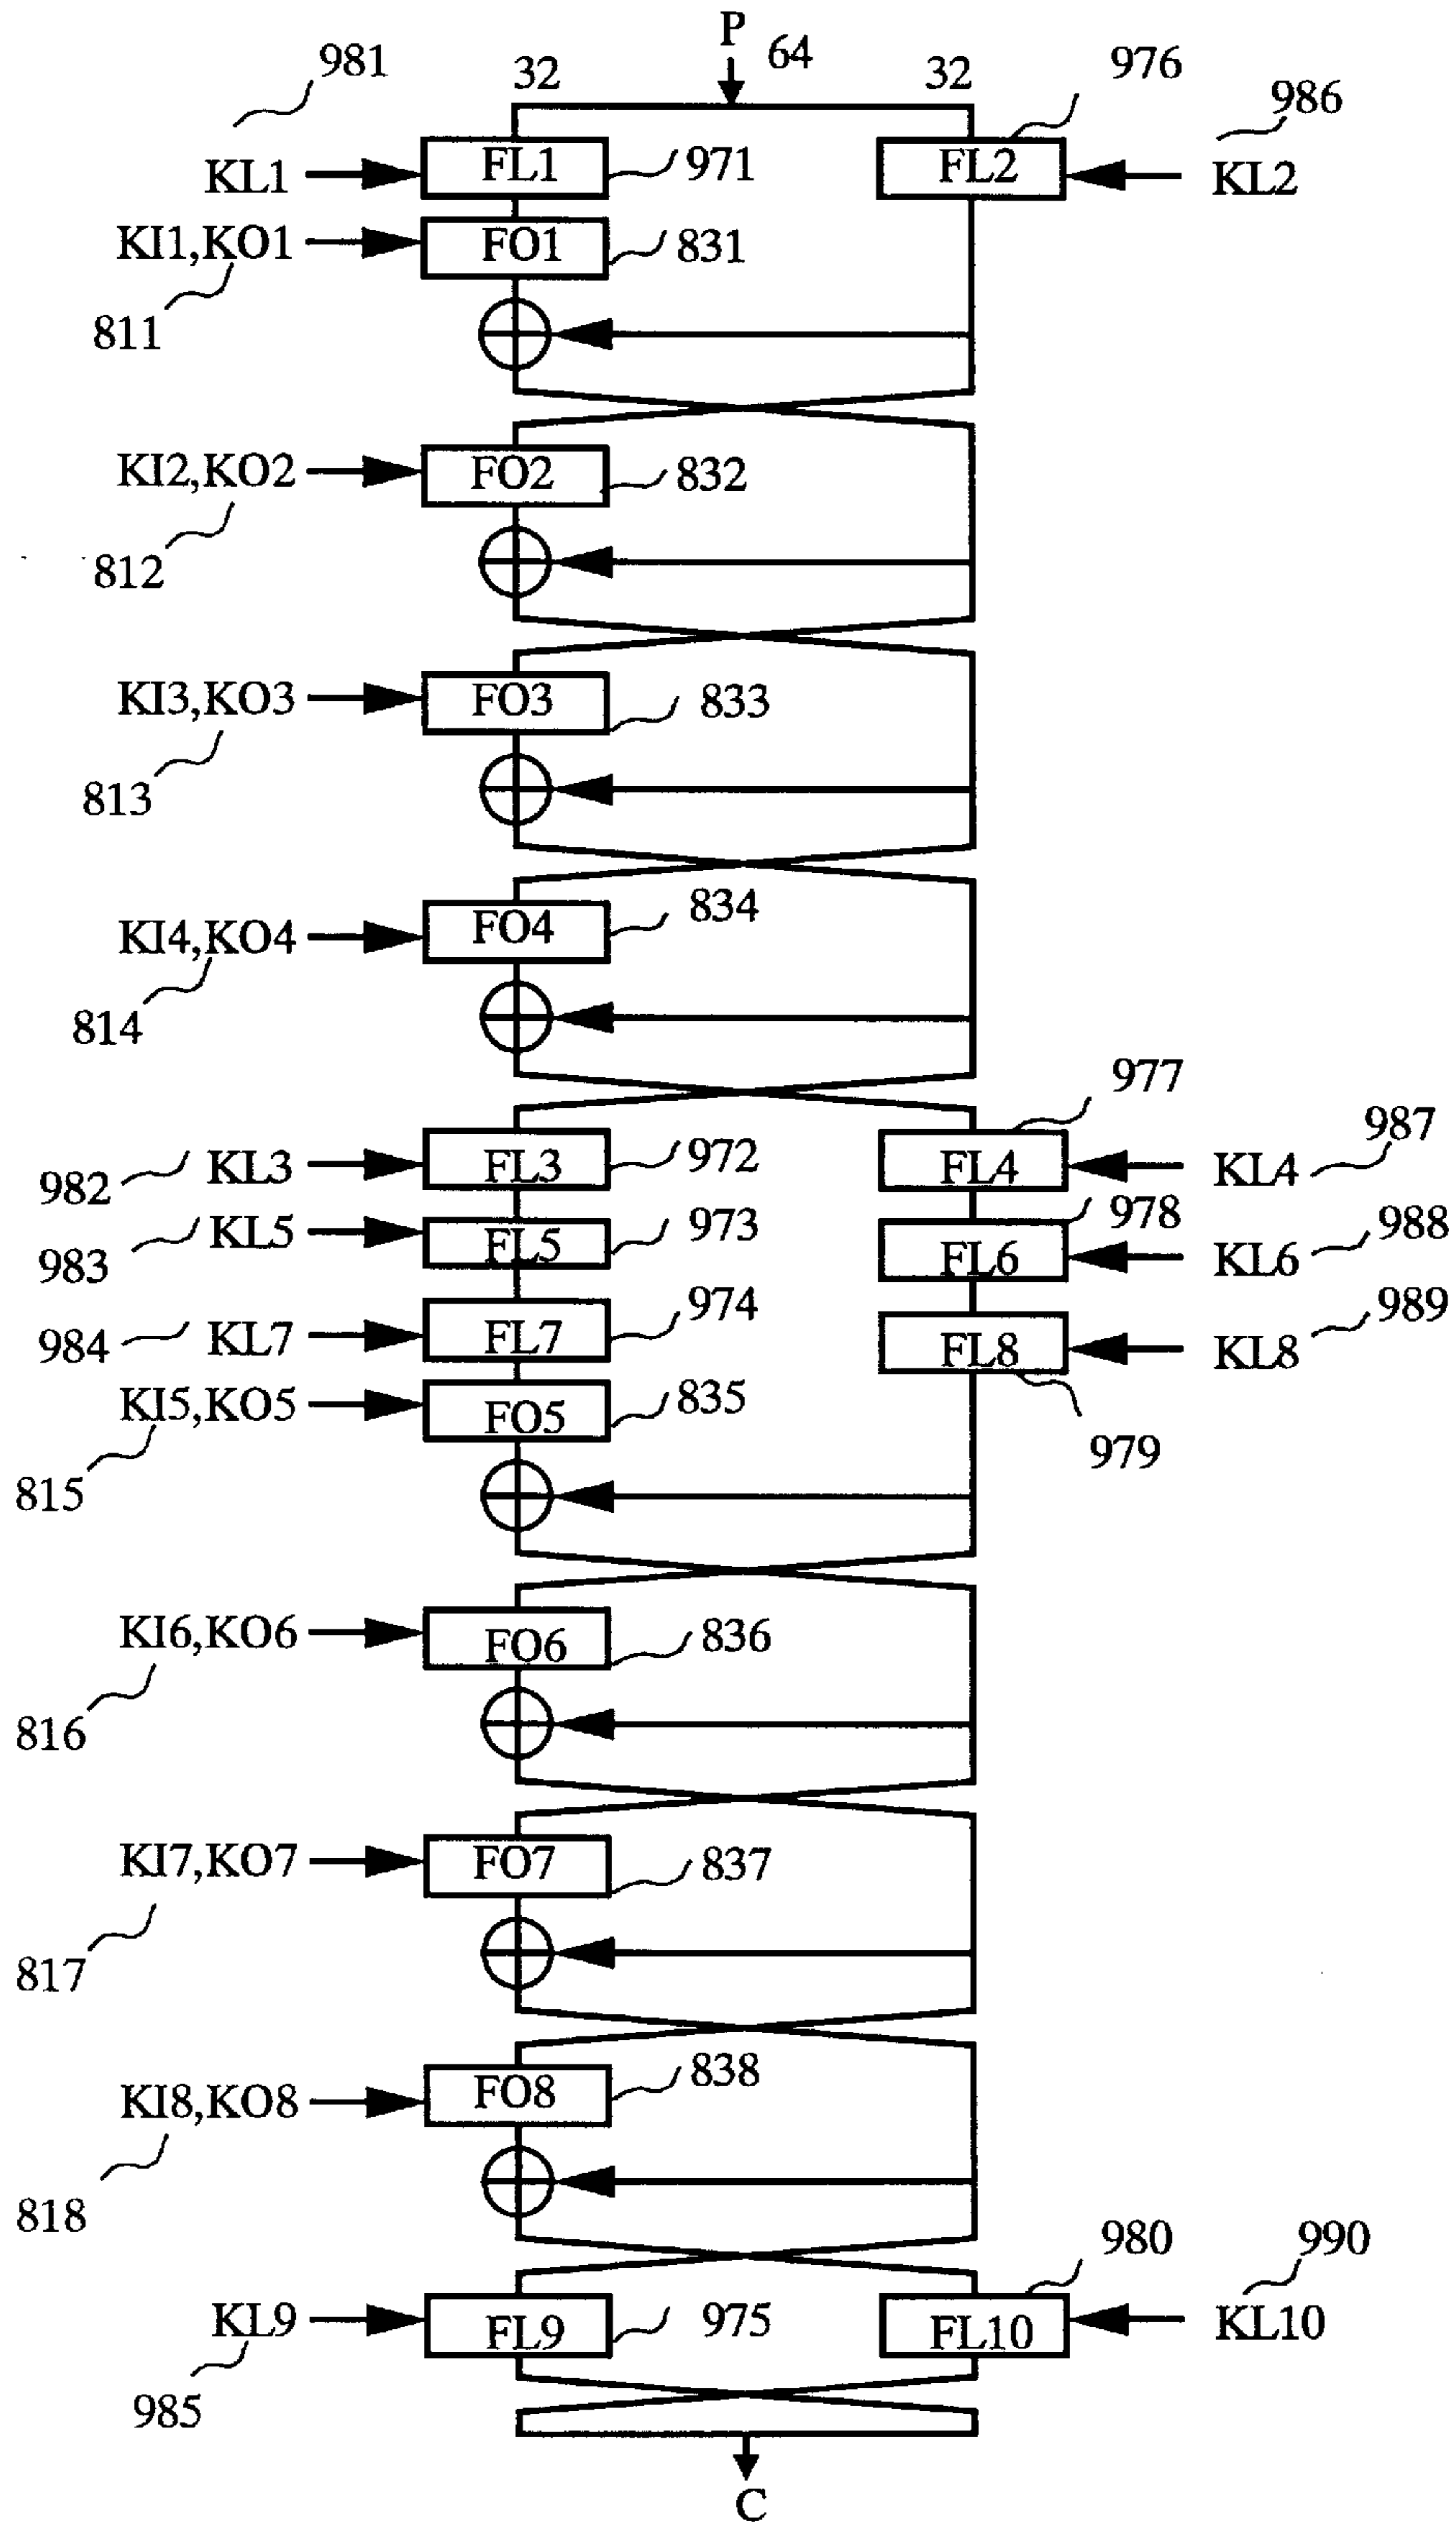 P
981 32 64 32 976 986
KL1 FL1 971 FL2 KL2
KI1,KO1 FO1 831
811
KI2,KO2 FO2 832
812
KI3,KO3 FO3 833
813
834
KI4,KO4 FO4
814
977
982 KL3 FL3 972 FL4 KL4 987
983 KL5 FL5 973 978 FL6 KL6 988
984 KL7 FL7 974 FL8 KL8 989
KI5,KO5 FO5 835
979
815
KI6,KO6 FO6 836
816
KI7,KO7 FO7 837
817
838
KI8,KO8 FO8
818
980 990
KL9 FL9 975 FL10 KL10
985
C